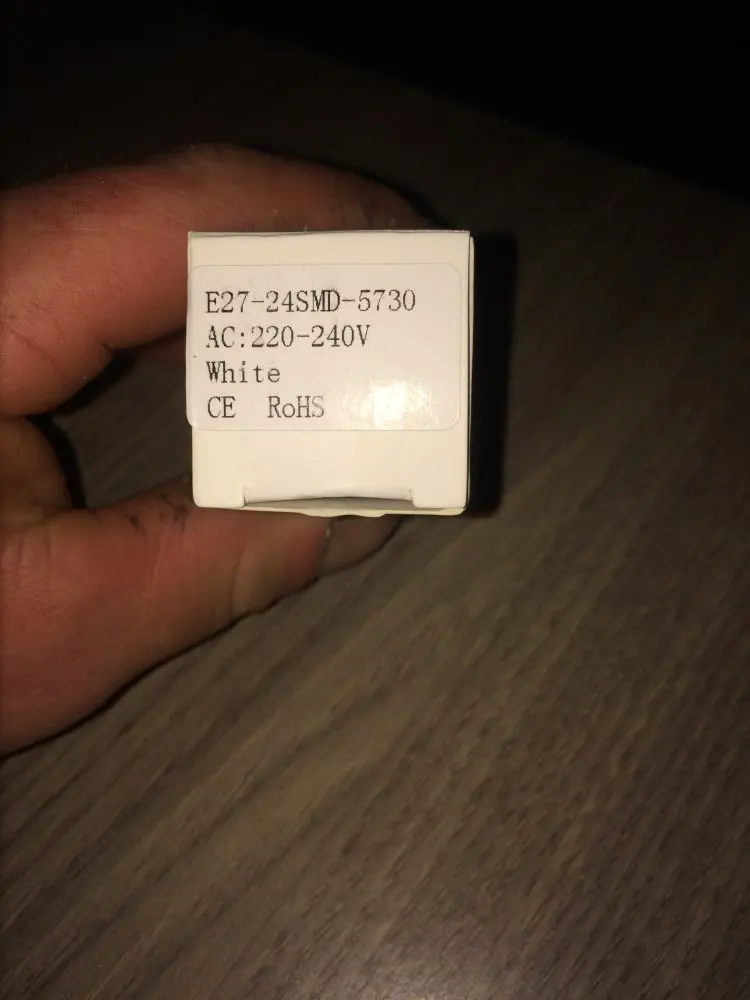 E27-24SMD-5730
AC:220-240V
White
CE RoHS